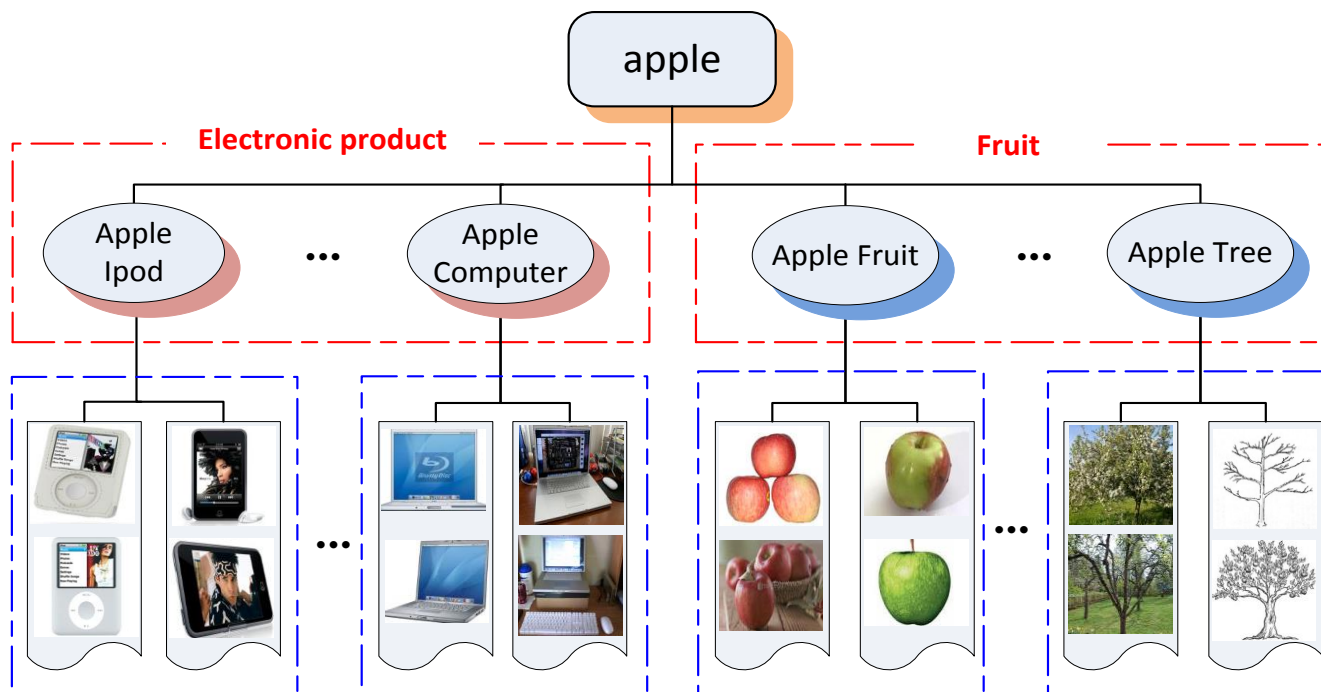 apple
Electronic product
Fruit
Apple
Ipod
...
Apple
Computer
Apple Fruit
...
Apple Tree
...
...